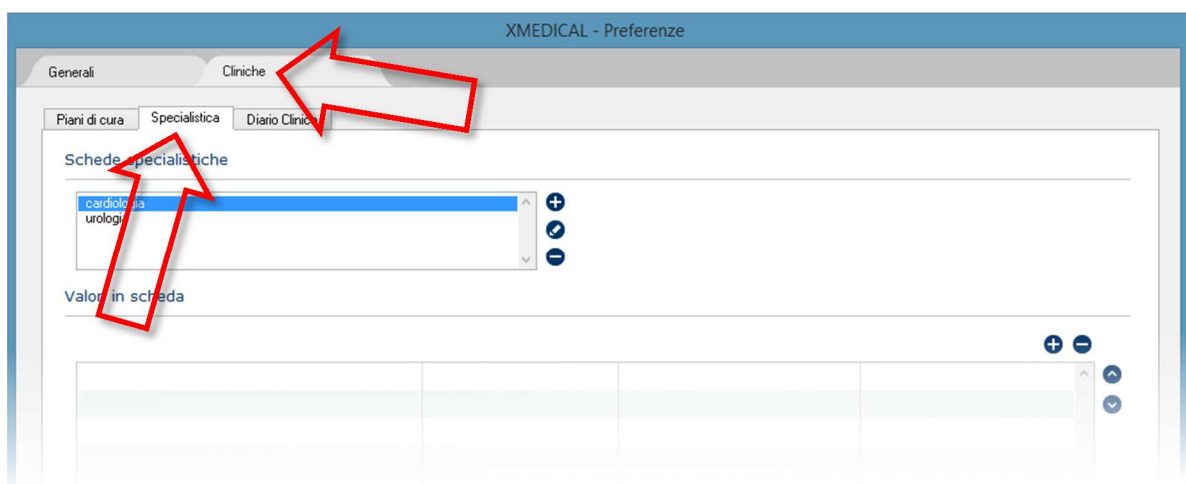 XMEDICAL - Preferenze
Generali
Cliniche
Piani di cura
Specialistica
Diario Clinico
Schede specialistiche
cardiologia
urologia
Valori in scheda